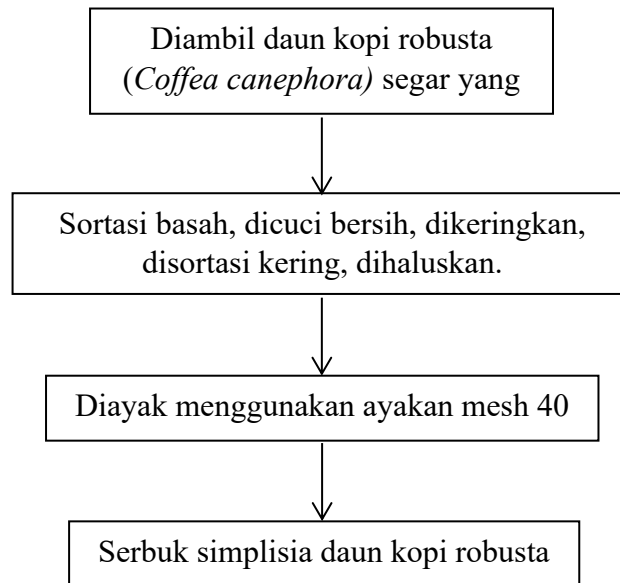 Diambil daun kopi robusta
(Coffea canephora) segar yang
Sortasi basah, dicuci bersih, dikeringkan,
disortasi kering, dihaluskan.
Diayak menggunakan ayakan mesh 40
Serbuk simplisia daun kopi robusta